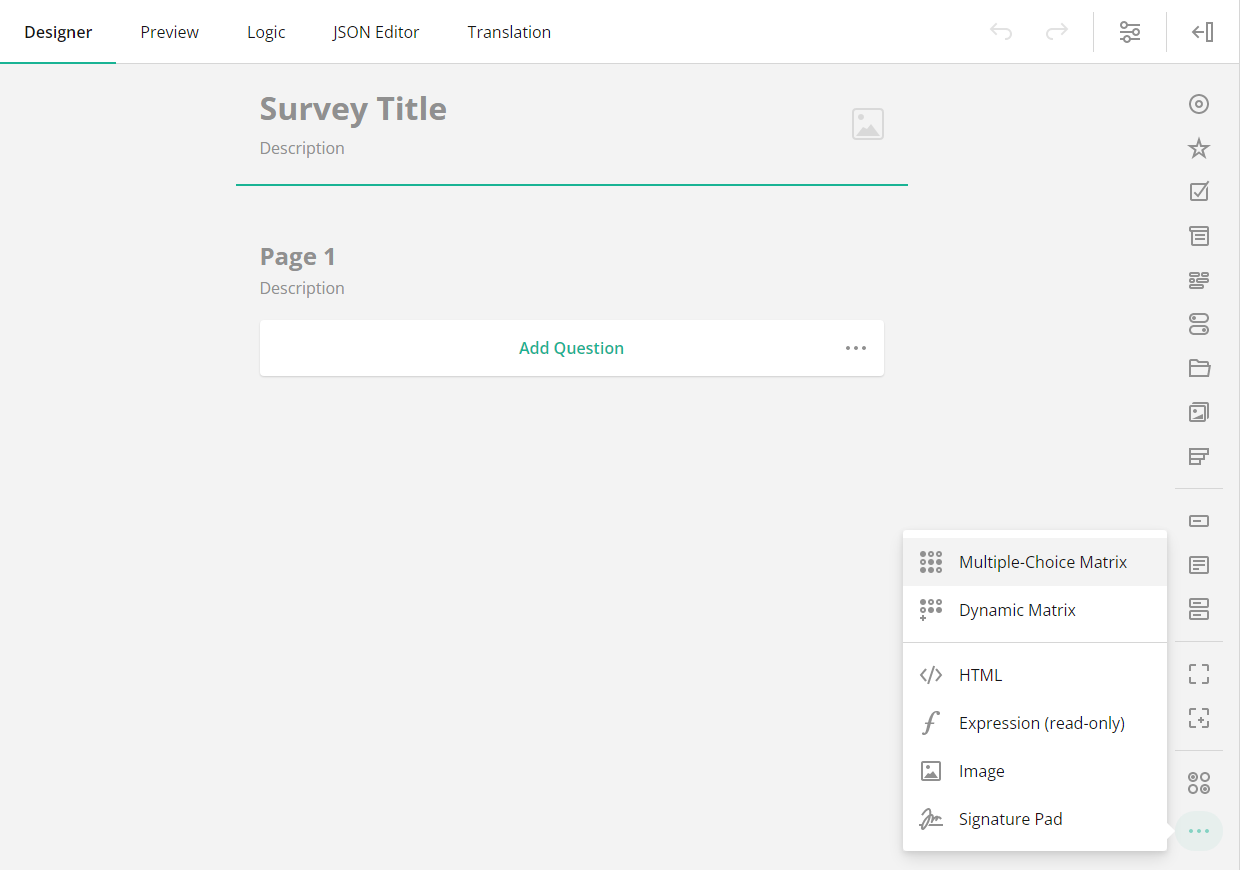 Designer Preview Logic JSON Editor Translation
Survey Title
Description
Page 1
Description
Add Question
Multiple-Choice Matrix
Dynamic Matrix
HTML
Expression (read-only)
Image
Signature Pad